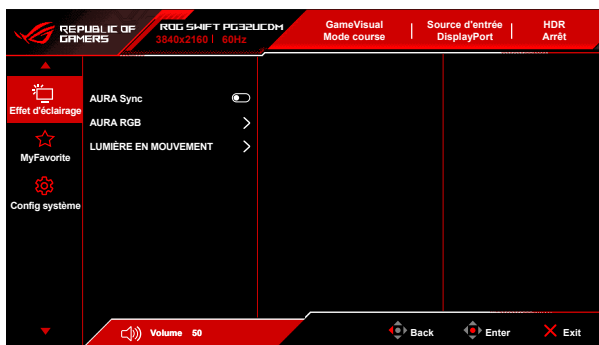 REPUBLIC OF
GAMERS
ROG SWIFT PG32UCDM
3840x2160 | 60Hz
GameVisual
Mode course
Source d'entrée
DisplayPort
HDR
Arrêt
Effet d'éclairage
MyFavorite
Config système
AURA Sync
AURA RGB
LUMIÈRE EN MOUVEMENT
Volume 50
Back
Enter
Exit